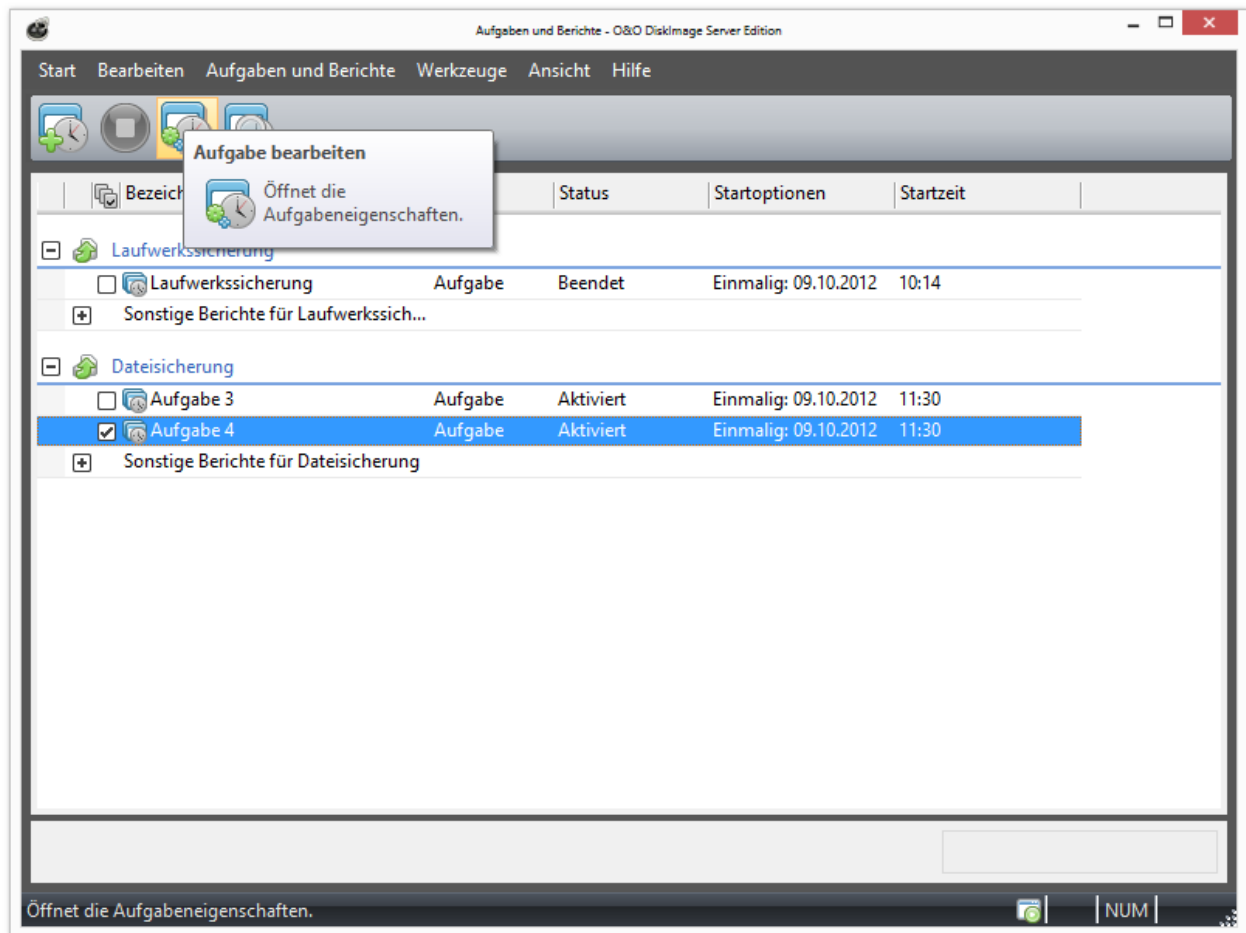 Aufgaben und Berichte - O&O DiskImage Server Edition
Start Bearbeiten Aufgaben und Berichte Werkzeuge Ansicht Hilfe
Aufgabe bearbeiten
Öffnet die
Aufgabeneigenschaften.
Status Startoptionen Startzeit
Laufwerkssicherung
Laufwerkssicherung Aufgabe Beendet Einmalig: 09.10.2012 10:14
Sonstige Berichte für Laufwerkssich...
Dateisicherung
Aufgabe 3 Aufgabe Aktiviert Einmalig: 09.10.2012 11:30
Aufgabe 4 Aufgabe Aktiviert Einmalig: 09.10.2012 11:30
Sonstige Berichte für Dateisicherung
Öffnet die Aufgabeneigenschaften. NUM